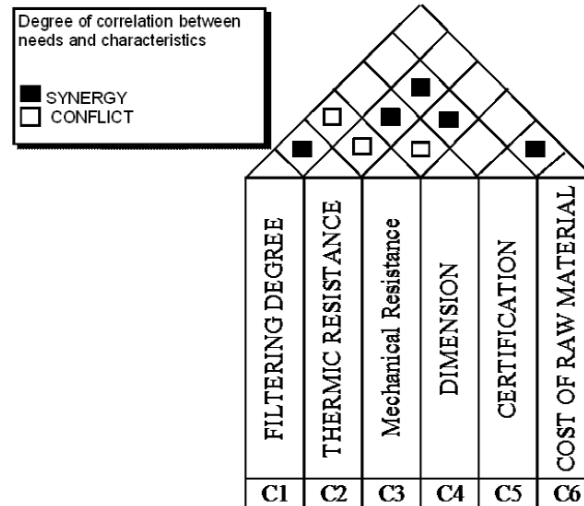 Degree of correlation between
needs and characteristics
SYNERGY
CONFLICT
FILTERING DEGREE
THERMIC RESISTANCE
Mechanical Resistance
DIMENSION
CERTIFICATION
COST OF RAW MATERIAL
C1 C2 C3 C4 C5 C6